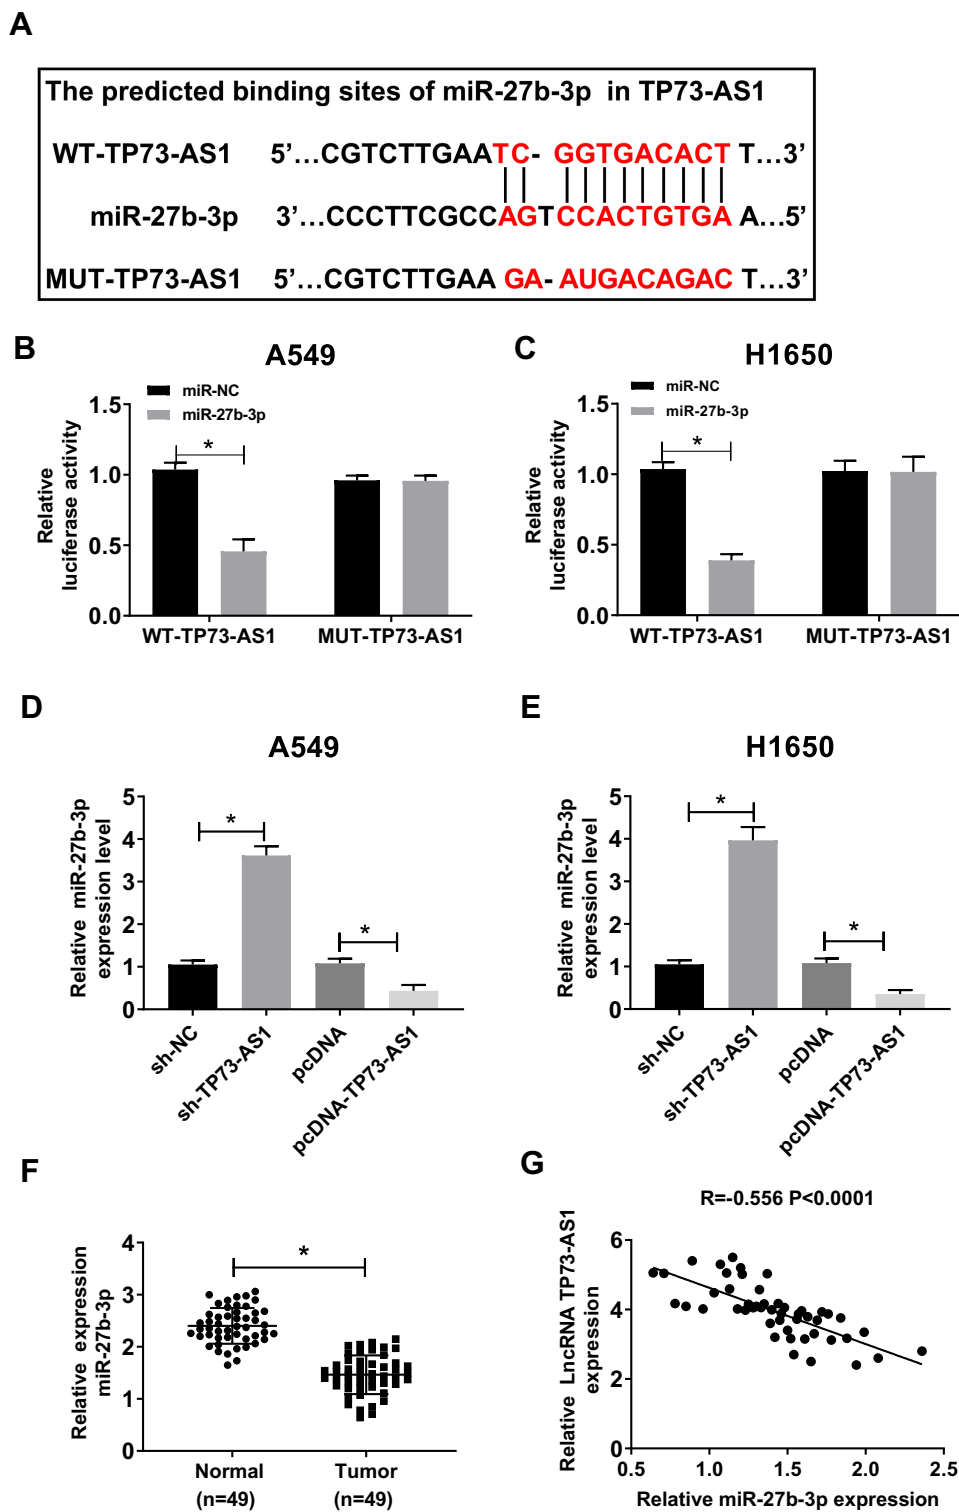 A
The predicted binding sites of miR-27b-3p in TP73-AS1
WT-TP73-AS1 5’...CGTCTTGAATC- GGTGACACT T...3’
miR-27b-3p 3’...CCCTTCGCCAGTCCACTGTGA A...5’
MUT-TP73-AS1 5’...CGTCTTGAA GA- AUGACAGAC T...3’
B
A549
miR-NC
miR-27b-3p
Relative
luciferase activity
1.5
1.0
0.5
0.0
*
WT-TP73-AS1 MUT-TP73-AS1
C
H1650
miR-NC
miR-27b-3p
Relative
luciferase activity
1.5
1.0
0.5
0.0
*
WT-TP73-AS1 MUT-TP73-AS1
D
A549
Relative miR-27b-3p
expression level
5
4
3
2
1
0
*
*
sh-NC
sh-TP73-AS1
pcDNA
pcDNA-TP73-AS1
E
H1650
Relative miR-27b-3p
expression level
5
4
3
2
1
0
*
*
sh-NC
sh-TP73-AS1
pcDNA
pcDNA-TP73-AS1
F
Relative expression
miR-27b-3p
4
3
2
1
0
*
Normal Tumor
(n=49) (n=49)
G
R=-0.556 P<0.0001
Relative LncRNA TP73-AS1
expression
6
4
2
0
0.5 1.0 1.5 2.0 2.5
Relative miR-27b-3p expression